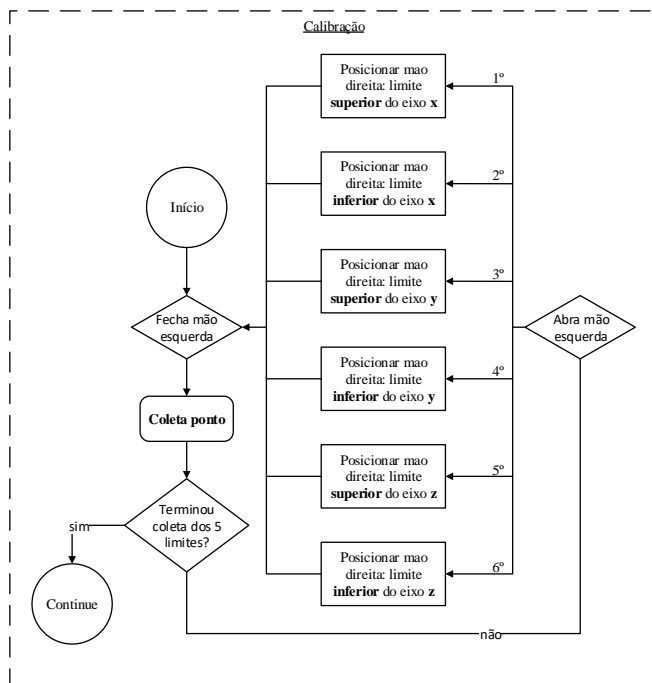 Calibração
Posicionar mao
direita: limite
superior do eixo x
1º
Posicionar mao
direita: limite
inferior do eixo x
2º
Início
Posicionar mao
direita: limite
superior do eixo y
3º
Fecha mão
esquerda
Abra mão
esquerda
Posicionar mao
direita: limite
inferior do eixo y
4º
Coleta ponto
Posicionar mao
direita: limite
superior do eixo z
5º
Terminou
coleta dos 5
limites?
sim
Posicionar mao
direita: limite
inferior do eixo z
6º
Continue
não